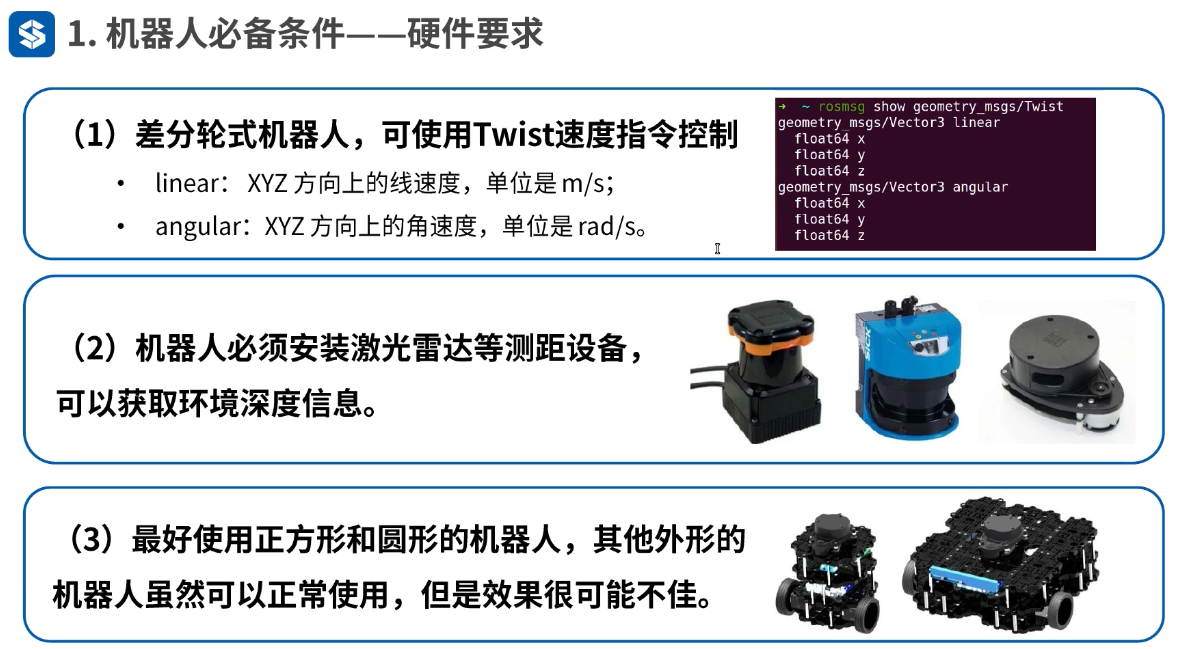 1. 机器人必备条件——硬件要求
（1）差分轮式机器人，可使用Twist速度指令控制
• linear： XYZ 方向上的线速度，单位是 m/s；
• angular：XYZ 方向上的角速度，单位是 rad/s。
➜ ~ rosmsg show geometry_msgs/Twist
geometry_msgs/Vector3 linear
float64 x
float64 y
float64 z
geometry_msgs/Vector3 angular
float64 x
float64 y
float64 z
（2）机器人必须安装激光雷达等测距设备，
可以获取环境深度信息。
SICK
（3）最好使用正方形和圆形的机器人，其他外形的
机器人虽然可以正常使用，但是效果很可能不佳。